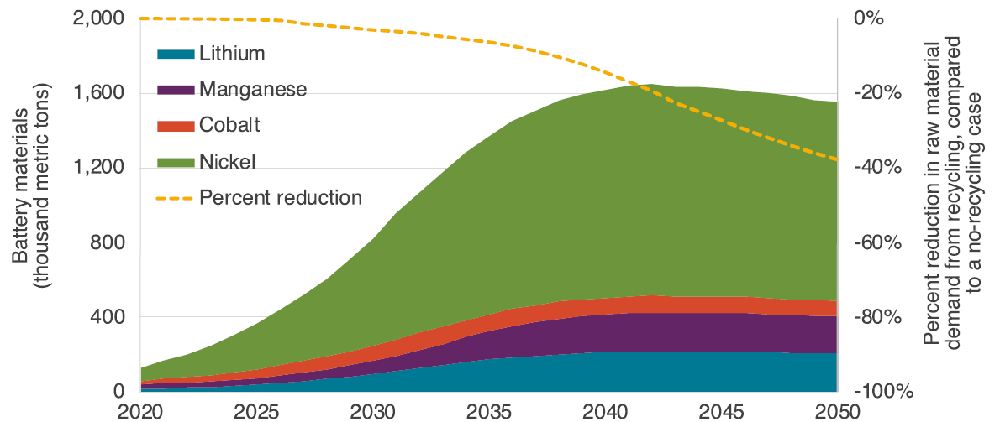 2,000
1,600
1,200
800
400
0
Battery materials
(thousand metric tons)
Lithium
Manganese
Cobalt
Nickel
Percent reduction
0%
-20%
-40%
-60%
-80%
-100%
Percent reduction in raw material
demand from recycling, compared
to a no-recycling case
2020 2025 2030 2035 2040 2045 2050